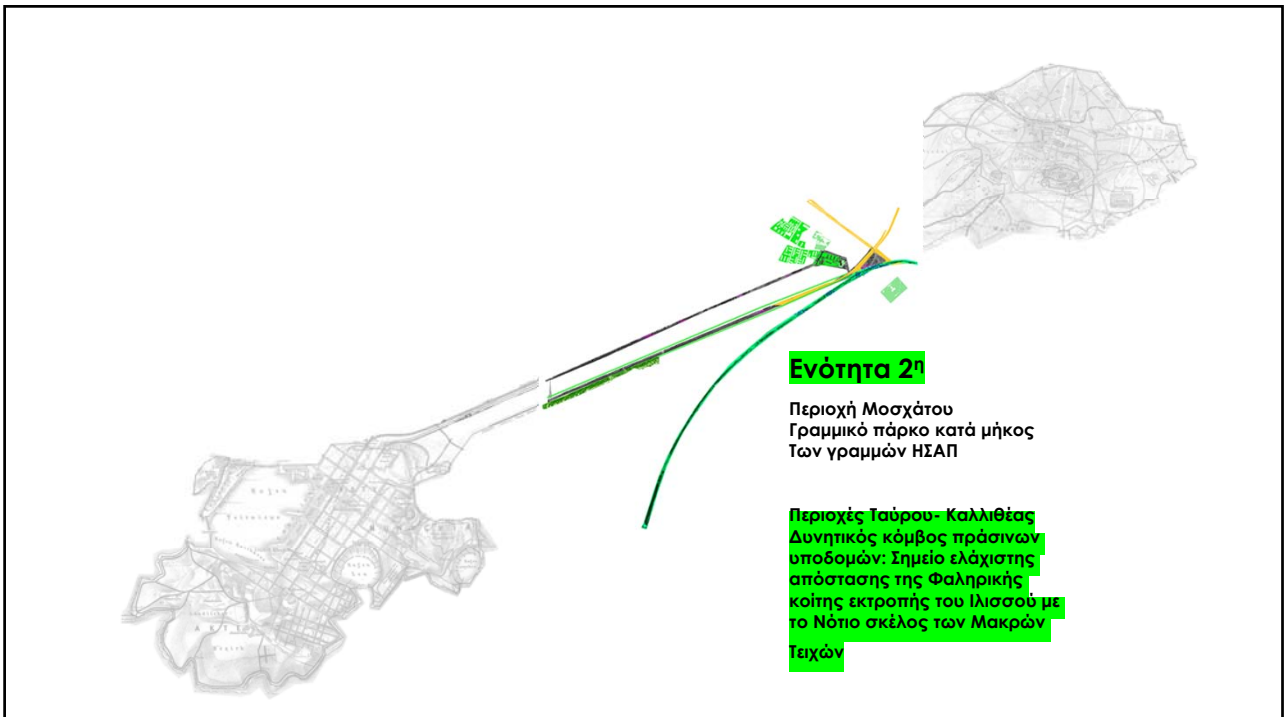 Ενότητα 2η
Περιοχή Μοσχάτου
Γραμμικό πάρκο κατά μήκος
Των γραμμών ΗΣΑΠ
Περιοχές Ταύρου- Καλλιθέας
Δυνητικός κόμβος πράσινων
υποδομών: Σημείο ελάχιστης
απόστασης της Φαληρικής
κοίτης εκτροπής του Ιλισσού με
το Νότιο σκέλος των Μακρών
Τειχών